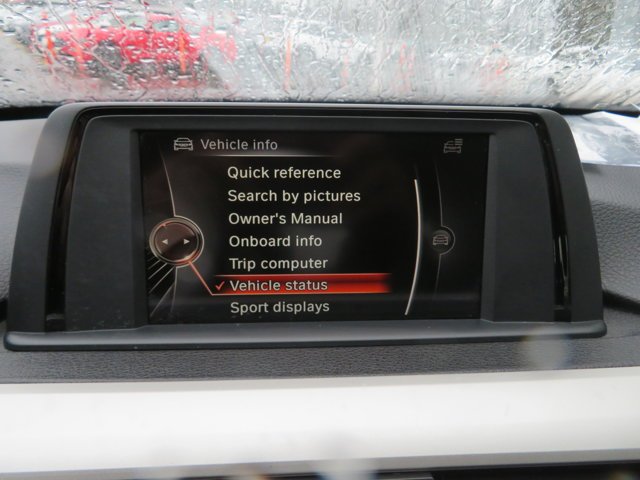 Vehicle info
Quick reference
Search by pictures
Owner's Manual
Onboard info
Trip computer
Vehicle status
Sport displays